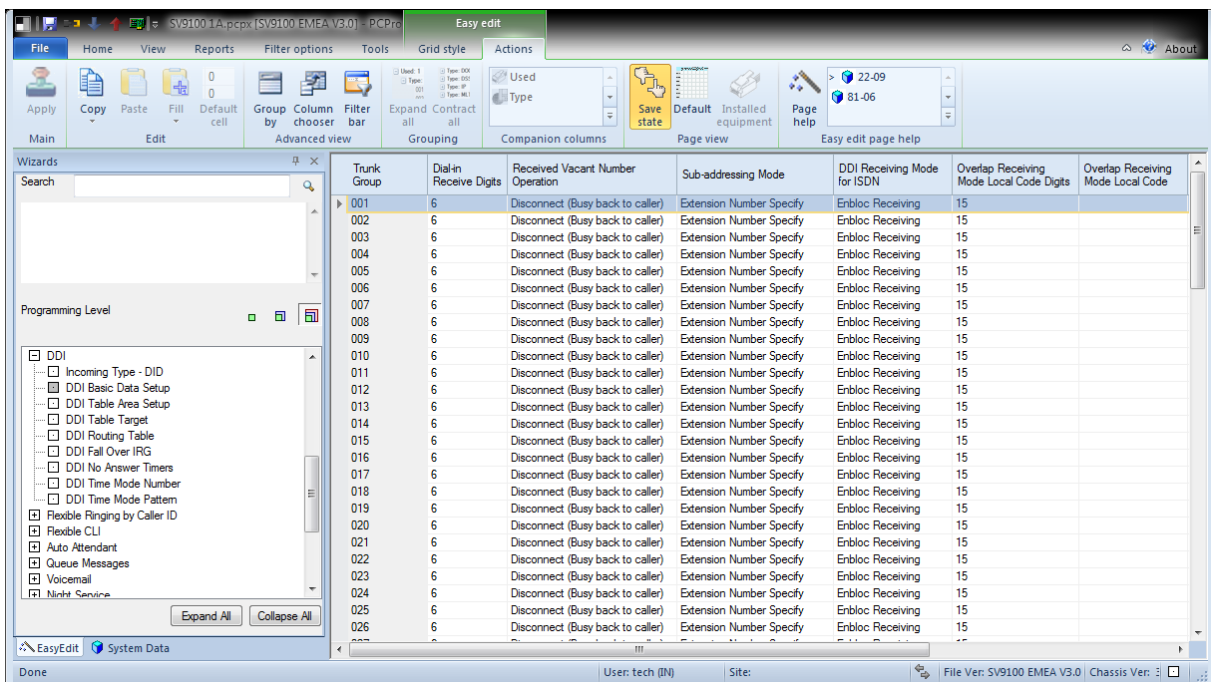 SV9100 1A.pcpx [SV9100 EMEA V3.0] - PCPro
Easy edit
File Home View Reports Filter options Tools Grid style Actions About
Apply Copy Paste Fill Default cell Group by Column chooser Filter bar Expand all Contract all Used Type Save state Default Installed equipment Page help 22-09 81-06
Main Edit Advanced view Grouping Companion columns Page view Easy edit page help
Wizards
Search
Programming Level
DDI
Incoming Type - DID
DDI Basic Data Setup
DDI Table Area Setup
DDI Table Target
DDI Routing Table
DDI Fall Over IRG
DDI No Answer Timers
DDI Time Mode Number
DDI Time Mode Pattern
Flexible Ringing by Caller ID
Flexible CLI
Auto Attendant
Queue Messages
Voicemail
Night Service
Expand All Collapse All
EasyEdit System Data
Trunk Group Dial-in Receive Digits Received Vacant Number Operation Sub-addressing Mode DDI Receiving Mode for ISDN Overlap Receiving Mode Local Code Digits Overlap Receiving Mode Local Code
001 6 Disconnect (Busy back to caller) Extension Number Specify Enbloc Receiving 15
002 6 Disconnect (Busy back to caller) Extension Number Specify Enbloc Receiving 15
003 6 Disconnect (Busy back to caller) Extension Number Specify Enbloc Receiving 15
004 6 Disconnect (Busy back to caller) Extension Number Specify Enbloc Receiving 15
005 6 Disconnect (Busy back to caller) Extension Number Specify Enbloc Receiving 15
006 6 Disconnect (Busy back to caller) Extension Number Specify Enbloc Receiving 15
007 6 Disconnect (Busy back to caller) Extension Number Specify Enbloc Receiving 15
008 6 Disconnect (Busy back to caller) Extension Number Specify Enbloc Receiving 15
009 6 Disconnect (Busy back to caller) Extension Number Specify Enbloc Receiving 15
010 6 Disconnect (Busy back to caller) Extension Number Specify Enbloc Receiving 15
011 6 Disconnect (Busy back to caller) Extension Number Specify Enbloc Receiving 15
012 6 Disconnect (Busy back to caller) Extension Number Specify Enbloc Receiving 15
013 6 Disconnect (Busy back to caller) Extension Number Specify Enbloc Receiving 15
014 6 Disconnect (Busy back to caller) Extension Number Specify Enbloc Receiving 15
015 6 Disconnect (Busy back to caller) Extension Number Specify Enbloc Receiving 15
016 6 Disconnect (Busy back to caller) Extension Number Specify Enbloc Receiving 15
017 6 Disconnect (Busy back to caller) Extension Number Specify Enbloc Receiving 15
018 6 Disconnect (Busy back to caller) Extension Number Specify Enbloc Receiving 15
019 6 Disconnect (Busy back to caller) Extension Number Specify Enbloc Receiving 15
020 6 Disconnect (Busy back to caller) Extension Number Specify Enbloc Receiving 15
021 6 Disconnect (Busy back to caller) Extension Number Specify Enbloc Receiving 15
022 6 Disconnect (Busy back to caller) Extension Number Specify Enbloc Receiving 15
023 6 Disconnect (Busy back to caller) Extension Number Specify Enbloc Receiving 15
024 6 Disconnect (Busy back to caller) Extension Number Specify Enbloc Receiving 15
025 6 Disconnect (Busy back to caller) Extension Number Specify Enbloc Receiving 15
026 6 Disconnect (Busy back to caller) Extension Number Specify Enbloc Receiving 15
Done User: tech (IN) Site: File Ver: SV9100 EMEA V3.0 Chassis Ver: